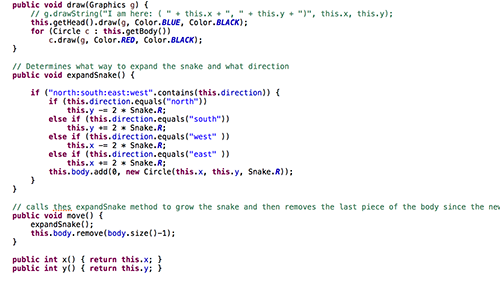 public void draw(Graphics g) {
// g.drawString("I am here: ( " + this.x + ", " + this.y + ")", this.x, this.y);
this.getHead().draw(g, Color.BLUE, Color.BLACK);
for (Circle c : this.getBody())
c.draw(g, Color.RED, Color.BLACK);
}
// Determines what way to expand the snake and what direction
public void expandSnake() {
if ("north:south:east:west".contains(this.direction)) {
if (this.direction.equals("north"))
this.y -= 2 * Snake.R;
else if (this.direction.equals("south"))
this.y += 2 * Snake.R;
else if (this.direction.equals("west" ))
this.x -= 2 * Snake.R;
else if (this.direction.equals("east" ))
this.x += 2 * Snake.R;
this.body.add(0, new Circle(this.x, this.y, Snake.R));
}
}
// calls thes expandSnake method to grow the snake and then removes the last piece of the body since the new
public void move() {
expandSnake();
this.body.remove(body.size()-1);
}
public int x() { return this.x; }
public int y() { return this.y; }